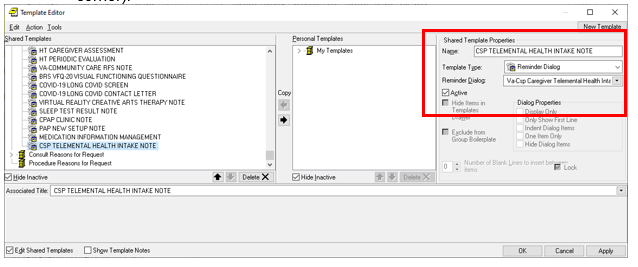 Template Editor
Edit Action Tools
New Template
Shared Templates
HT CAREGIVER ASSESSMENT
HT PERIODIC EVALUATION
VA-COMMUNITY CARE RFS NOTE
BRS VFQ-20 VISUAL FUNCTIONING QUESTIONNAIRE
COVID-19 LONG COVID SCREEN
COVID-19 LONG COVID CONTACT LETTER
VIRTUAL REALITY CREATIVE ARTS THERAPY NOTE
SLEEP TEST RESULT NOTE
CPAP CLINIC NOTE
PAP NEW SETUP NOTE
MEDICATION INFORMATION MANAGEMENT
CSP TELEMENTAL HEALTH INTAKE NOTE
Consult Reasons for Request
Procedure Reasons for Request
Hide Inactive
Delete
Copy
Personal Templates
My Templates
Hide Inactive
Delete
Shared Template Properties
Name: CSP TELEMENTAL HEALTH INTAKE NOTE
Template Type: Reminder Dialog
Reminder Dialog: Va-Csp Caregiver Telemental Health Inta
Active
Hide Items in
Templates
Exclude from
Group Boilerplate
Dialog Properties
Display Only
Only Show First Line
Indent Dialog Items
One Item Only
Hide Dialog Items
0 Number of Blank Lines to insert between
items
Lock
Associated Title: CSP TELEMENTAL HEALTH INTAKE NOTE
Edit Shared Templates
Show Template Notes
OK
Cancel
Apply